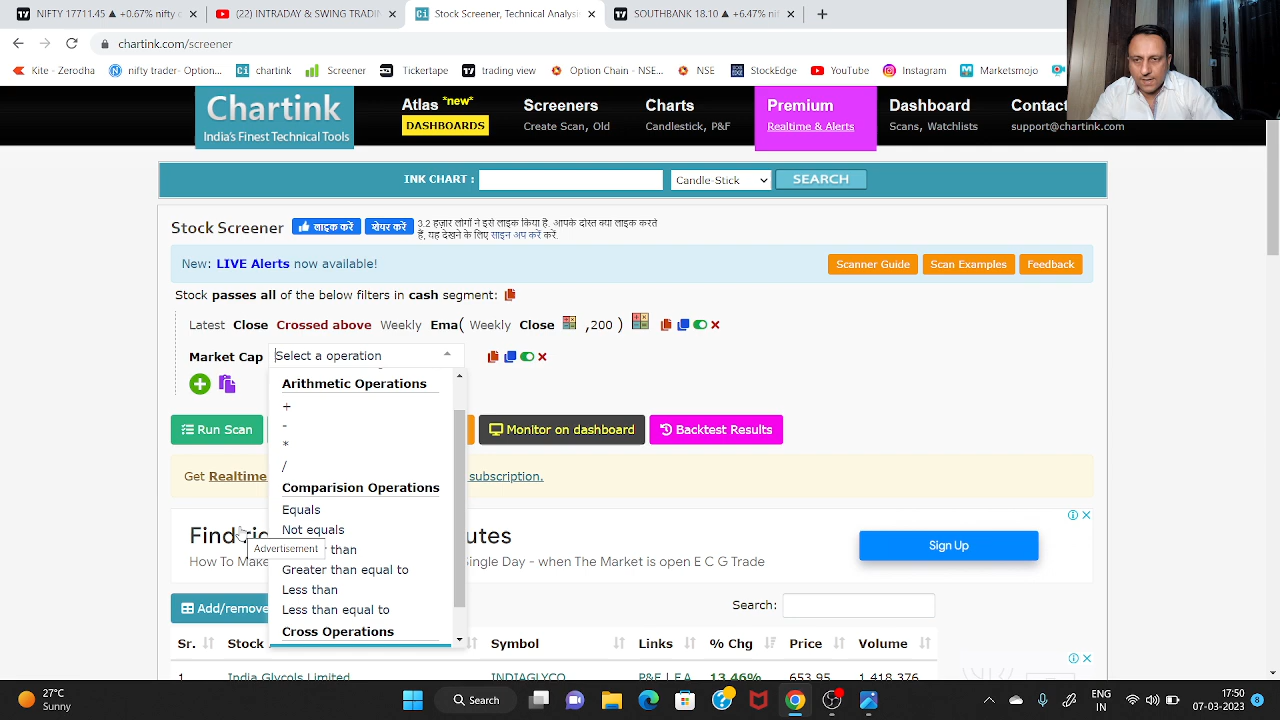 NIFTY 17711.45 ▲ +0.67% nifty
(22) INTRADAY & SWING TRADIN
Stock Screener, Technical Analysis
SOUTHBANK 18.10 ▲ +6.47% nif
chartink.com/screener
Kite - Zerodha
nifty trader- Option...
chartink
Screener
Tickertape
tradingview
Option Chain - NSE...
NSE
StockEdge
YouTube
Instagram
Marketsmojo
Chartink
India's Finest Technical Tools
Atlas *new*
DASHBOARDS
Screeners
Create Scan, Old
Charts
Candlestick, P&F
Premium
Realtime & Alerts
Dashboard
Scans, Watchlists
Contact
support@chartink.com
INK CHART :
Candle-Stick
SEARCH
Stock Screener
लाइक करें
शेयर करें
3.2 हज़ार लोगों ने इसे लाइक किया है. आपके दोस्त क्या लाइक करते
हैं, यह देखने के लिए साइन अप करें करें.
New: LIVE Alerts now available!
Scanner Guide
Scan Examples
Feedback
Stock passes all of the below filters in cash segment:
Latest Close Crossed above Weekly Ema( Weekly Close ,200 )
Market Cap
Select a operation
Arithmetic Operations
+
-
*
/
Comparision Operations
Equals
Not equals
than
Greater than equal to
Less than
Less than equal to
Cross Operations
Run Scan
Monitor on dashboard
Backtest Results
Get Realtime
subscription.
Advertisement
How To Make
Single Day - when The Market is open E C G Trade
Sign Up
Add/remove
Search:
Sr.
Stock
Symbol
Links
% Chg
Price
Volume
1
India Glycols Limited
INDIAGLYCO
P&F | F.A
13.46%
653.95
1,418,376
27°C
Sunny
Search
ENG
IN
17:50
07-03-2023
8